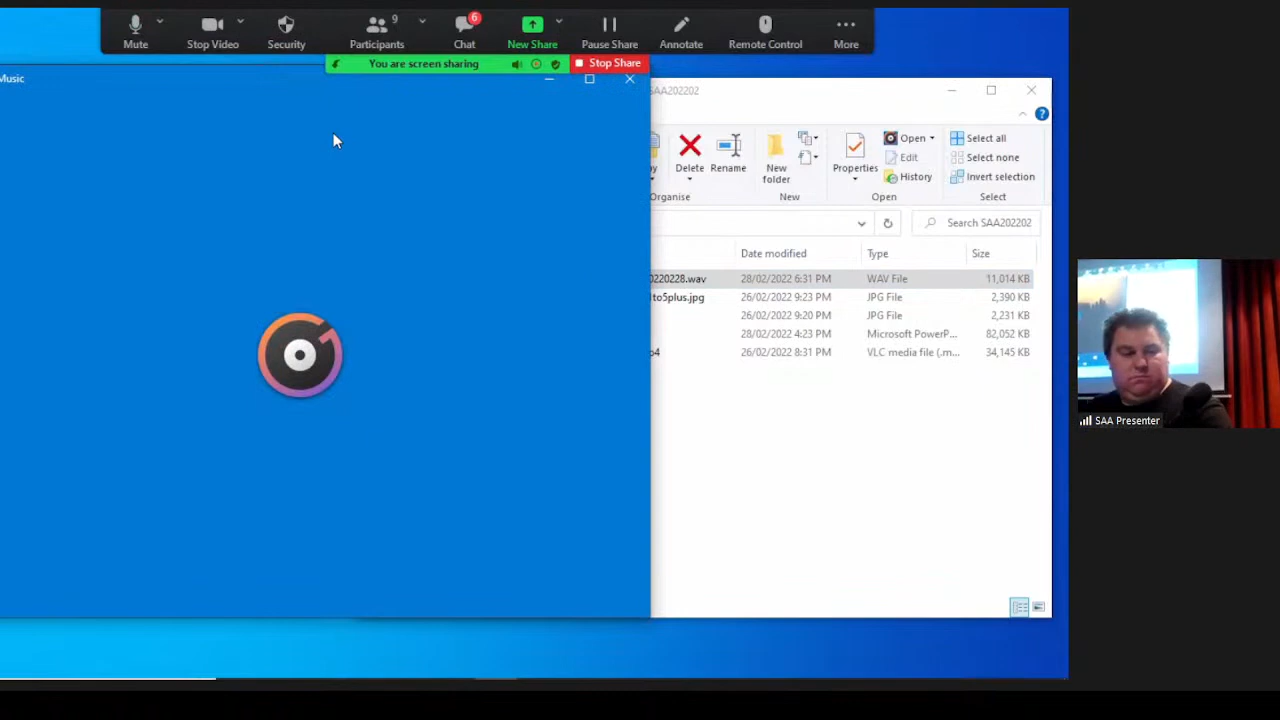 9
6
Mute
Stop Video
Security
Participants
Chat
New Share
Pause Share
Annotate
Remote Control
More
You are screen sharing
Stop Share
Music
SAA202202
Open
Select all
Edit
Select none
Delete
Rename
New folder
Properties
History
Invert selection
Organise
New
Open
Select
Search SAA202202
Date modified
Type
Size
0220228.wav
28/02/2022 6:31 PM
WAV File
11,014 KB
1to5plus.jpg
26/02/2022 9:23 PM
JPG File
2,390 KB
26/02/2022 9:20 PM
JPG File
2,231 KB
28/02/2022 4:23 PM
Microsoft PowerP...
82,052 KB
26/02/2022 8:31 PM
VLC media file (.m...
34,145 KB
SAA Presenter